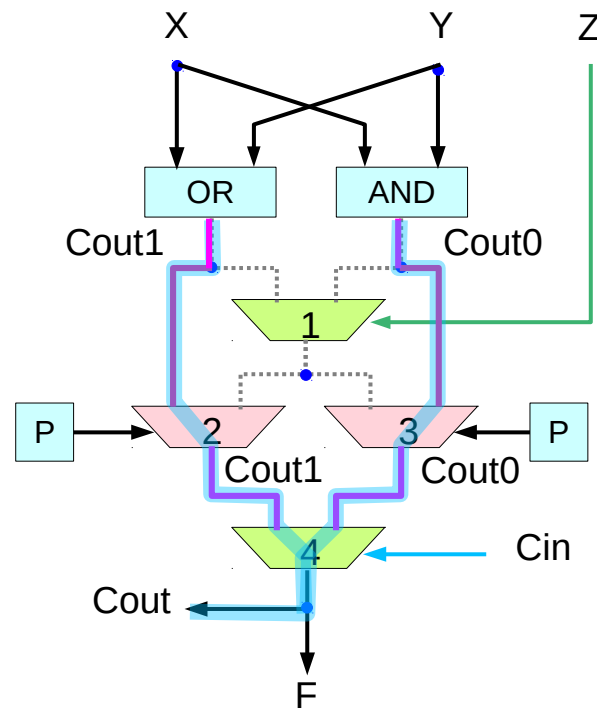 X Y Z
OR AND
Cout1 Cout0
1
P 2 3 P
Cout1 Cout0
4 Cin
Cout
F